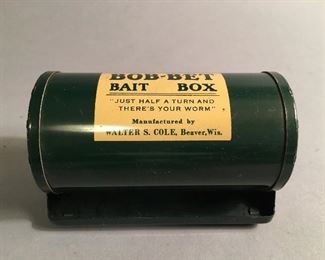 BOB-BET
BAIT BOX
"JUST HALF A TURN AND
THERE'S YOUR WORM"
Manufactured by
WALTER S. COLE, Beaver, Wis.